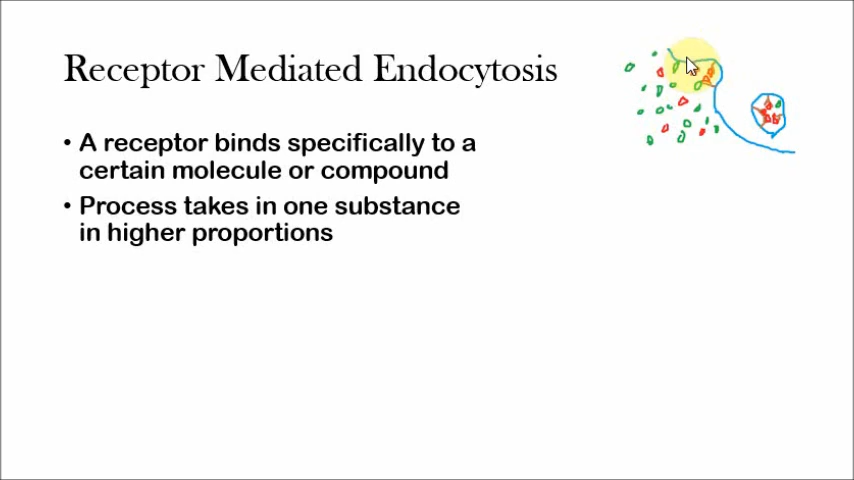 Receptor Mediated Endocytosis
• A receptor binds specifically to a
certain molecule or compound
• Process takes in one substance
in higher proportions